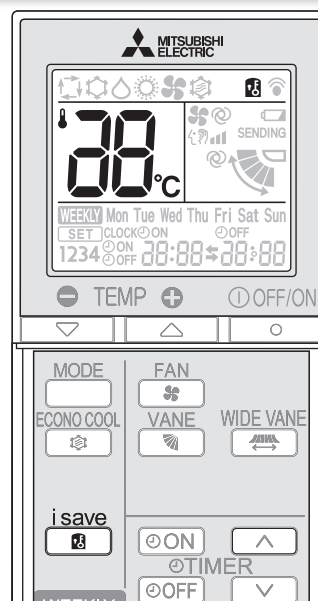 MITSUBISHI
ELECTRIC
SENDING
°C
WEEKLY Mon Tue Wed Thu Fri Sat Sun
SET CLOCK ON OFF
1234 ON OFF 88:88 88:88
TEMP OFF/ON
MODE FAN
ECONO COOL VANE WIDE VANE
i save
ON
TIMER
OFF
WEEKLY